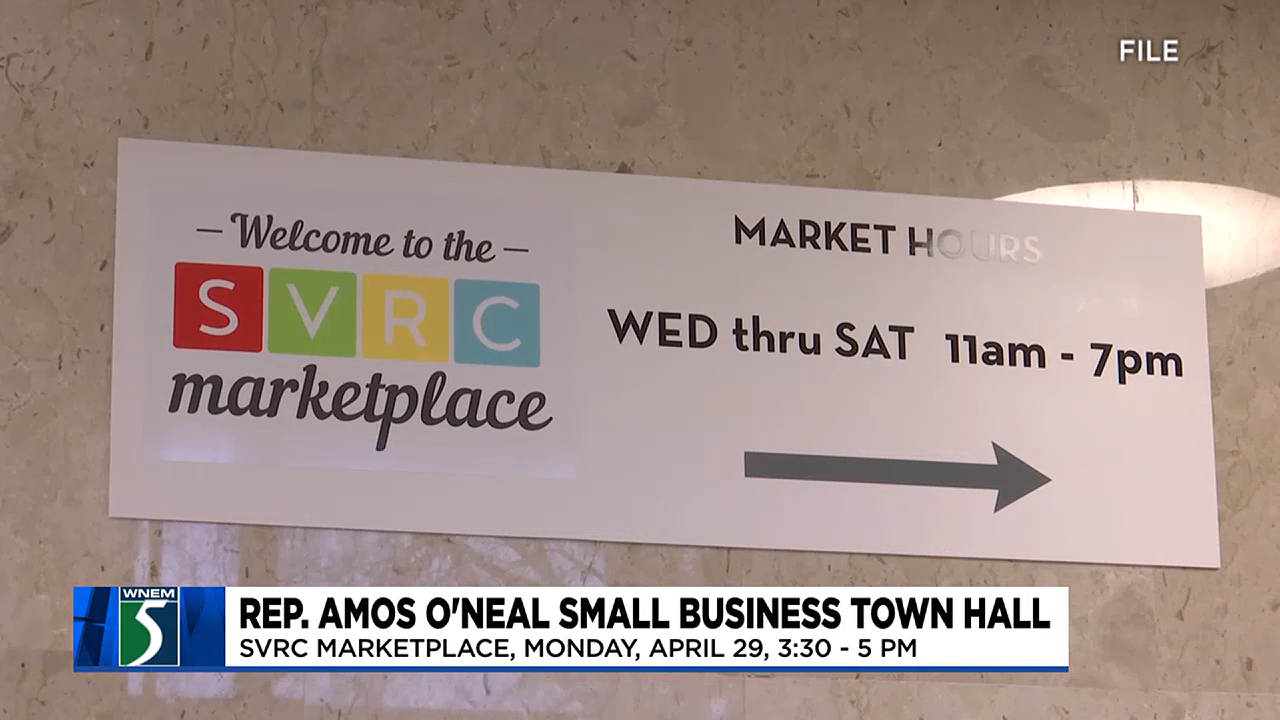 FILE
– Welcome to the –
SVRC
marketplace
MARKET HOURS
WED thru SAT 11am - 7pm
WNEM
5
REP. AMOS O'NEAL SMALL BUSINESS TOWN HALL
SVRC MARKETPLACE, MONDAY, APRIL 29, 3:30 - 5 PM